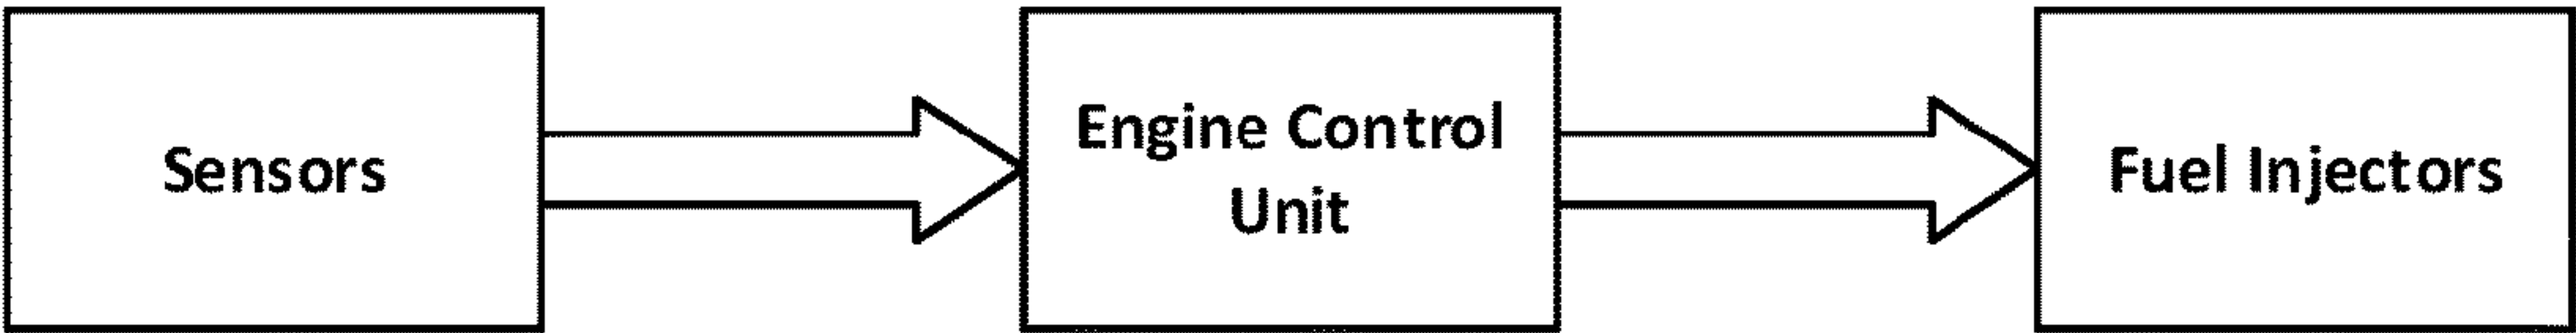 Sensors
Engine Control
Unit
Fuel Injectors